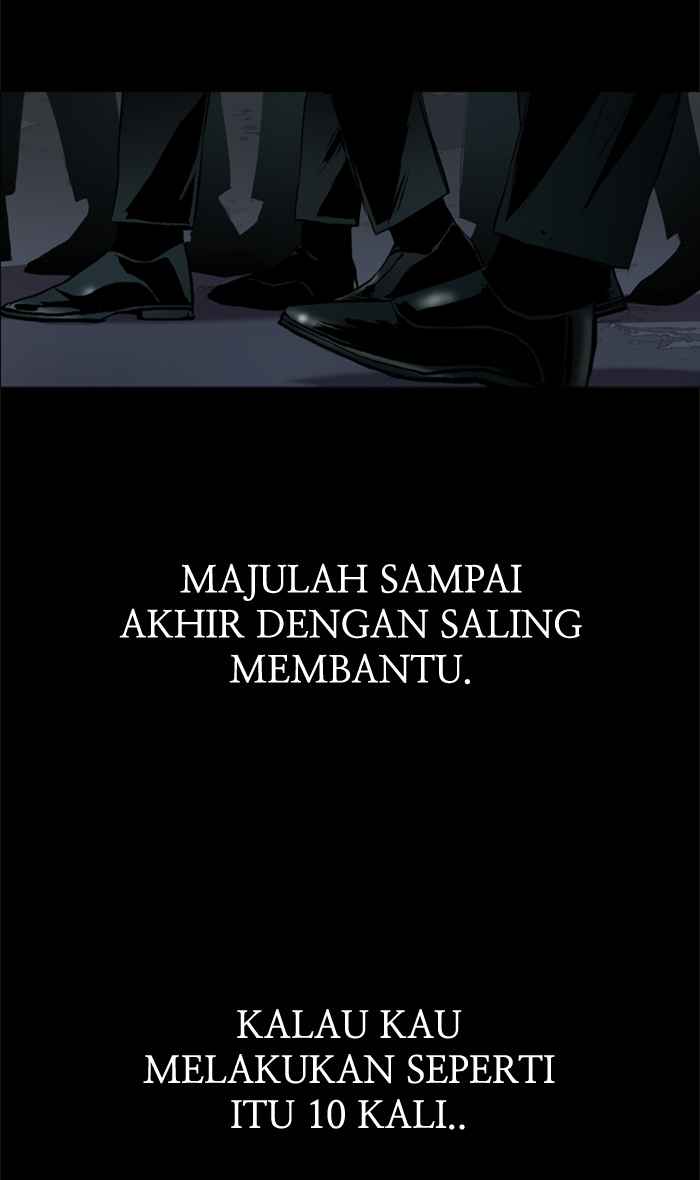 MAJULAH SAMPAI
AKHIR DENGAN SALING
MEMBANTU.
KALAU KAU
MELAKUKAN SEPERTI
ITU 10 KALI..